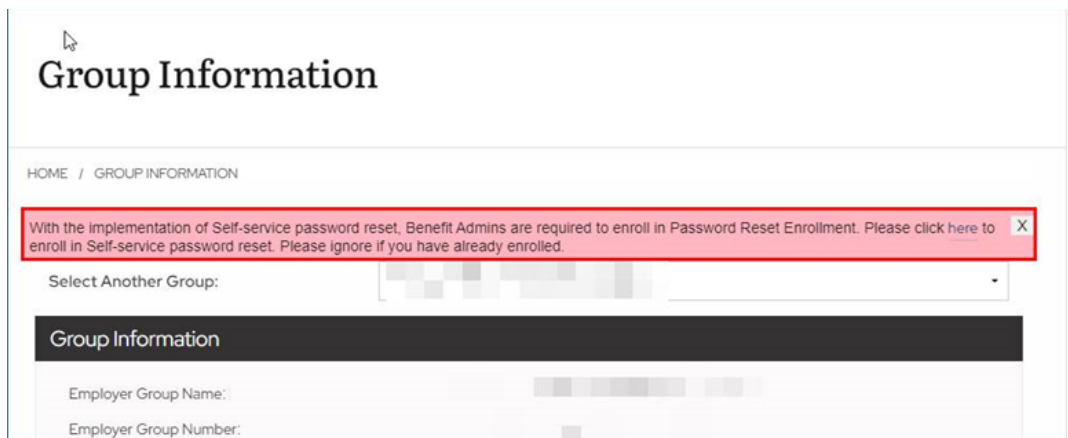 Group Information
HOME / GROUP INFORMATION
With the implementation of Self-service password reset, Benefit Admins are required to enroll in Password Reset Enrollment. Please click here to X
enroll in Self-service password reset. Please ignore if you have already enrolled.
Select Another Group:
Group Information
Employer Group Name:
Employer Group Number: